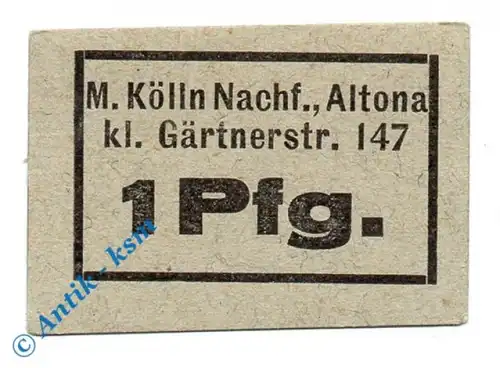 M. Kölln Nachf., Altona
kl. Gärtnerstr. 147
1 Pfg.
© Antik - ksm